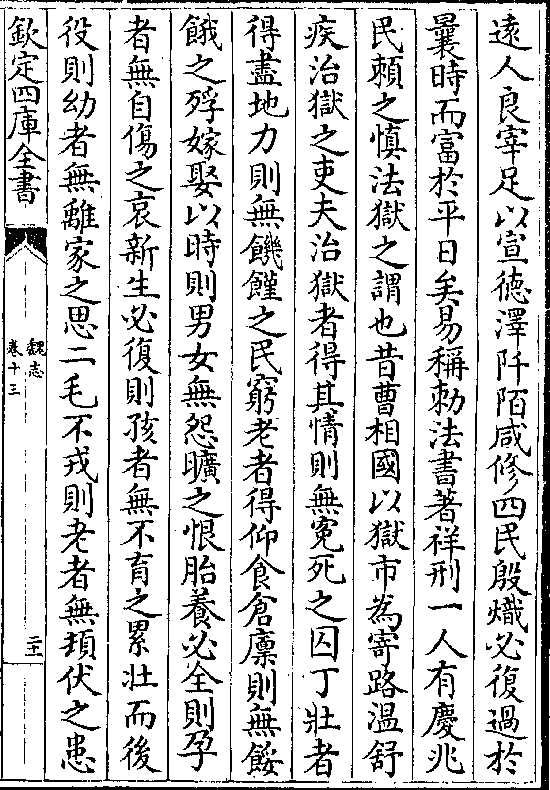 遠人良宰足以宣德澤阡陌咸修四民殷熾必復過於
曩時而富於平日矣易稱勅法書著祥刑一人有慶兆
民賴之慎法獄之謂也昔曹相國以獄市為寄路溫舒
疾治獄之吏夫治獄者得其情則無寃死之囚丁壯者
得盡地力則無饑饉之民窮老者得仰食倉廩則無餒
餓之殍嫁娶以時則男女無怨曠之恨胎養必全則孕
者無自傷之哀新生必復則孩者無不育之累壯而後
役則幼者無離家之思二毛不戎則老者無頓伏之患
欽定四庫全書
魏志
卷十三
二十一